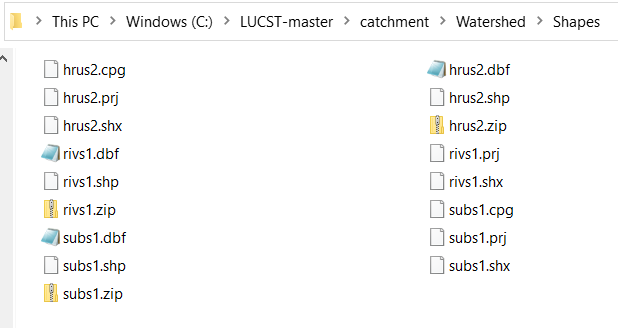 This PC > Windows (C:) > LUCST-master > catchment > Watershed > Shapes
hrus2.cpg
hrus2.dbf
hrus2.prj
hrus2.shp
hrus2.shx
hrus2.zip
rivs1.dbf
rivs1.prj
rivs1.shp
rivs1.shx
rivs1.zip
subs1.cpg
subs1.dbf
subs1.prj
subs1.shp
subs1.shx
subs1.zip